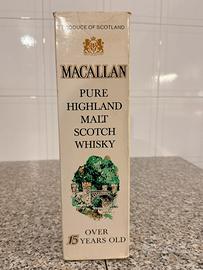 PRODUCE OF SCOTLAND
MACALLAN
PURE
HIGHLAND
MALT
SCOTCH
WHISKY
OVER
15 YEARS OLD